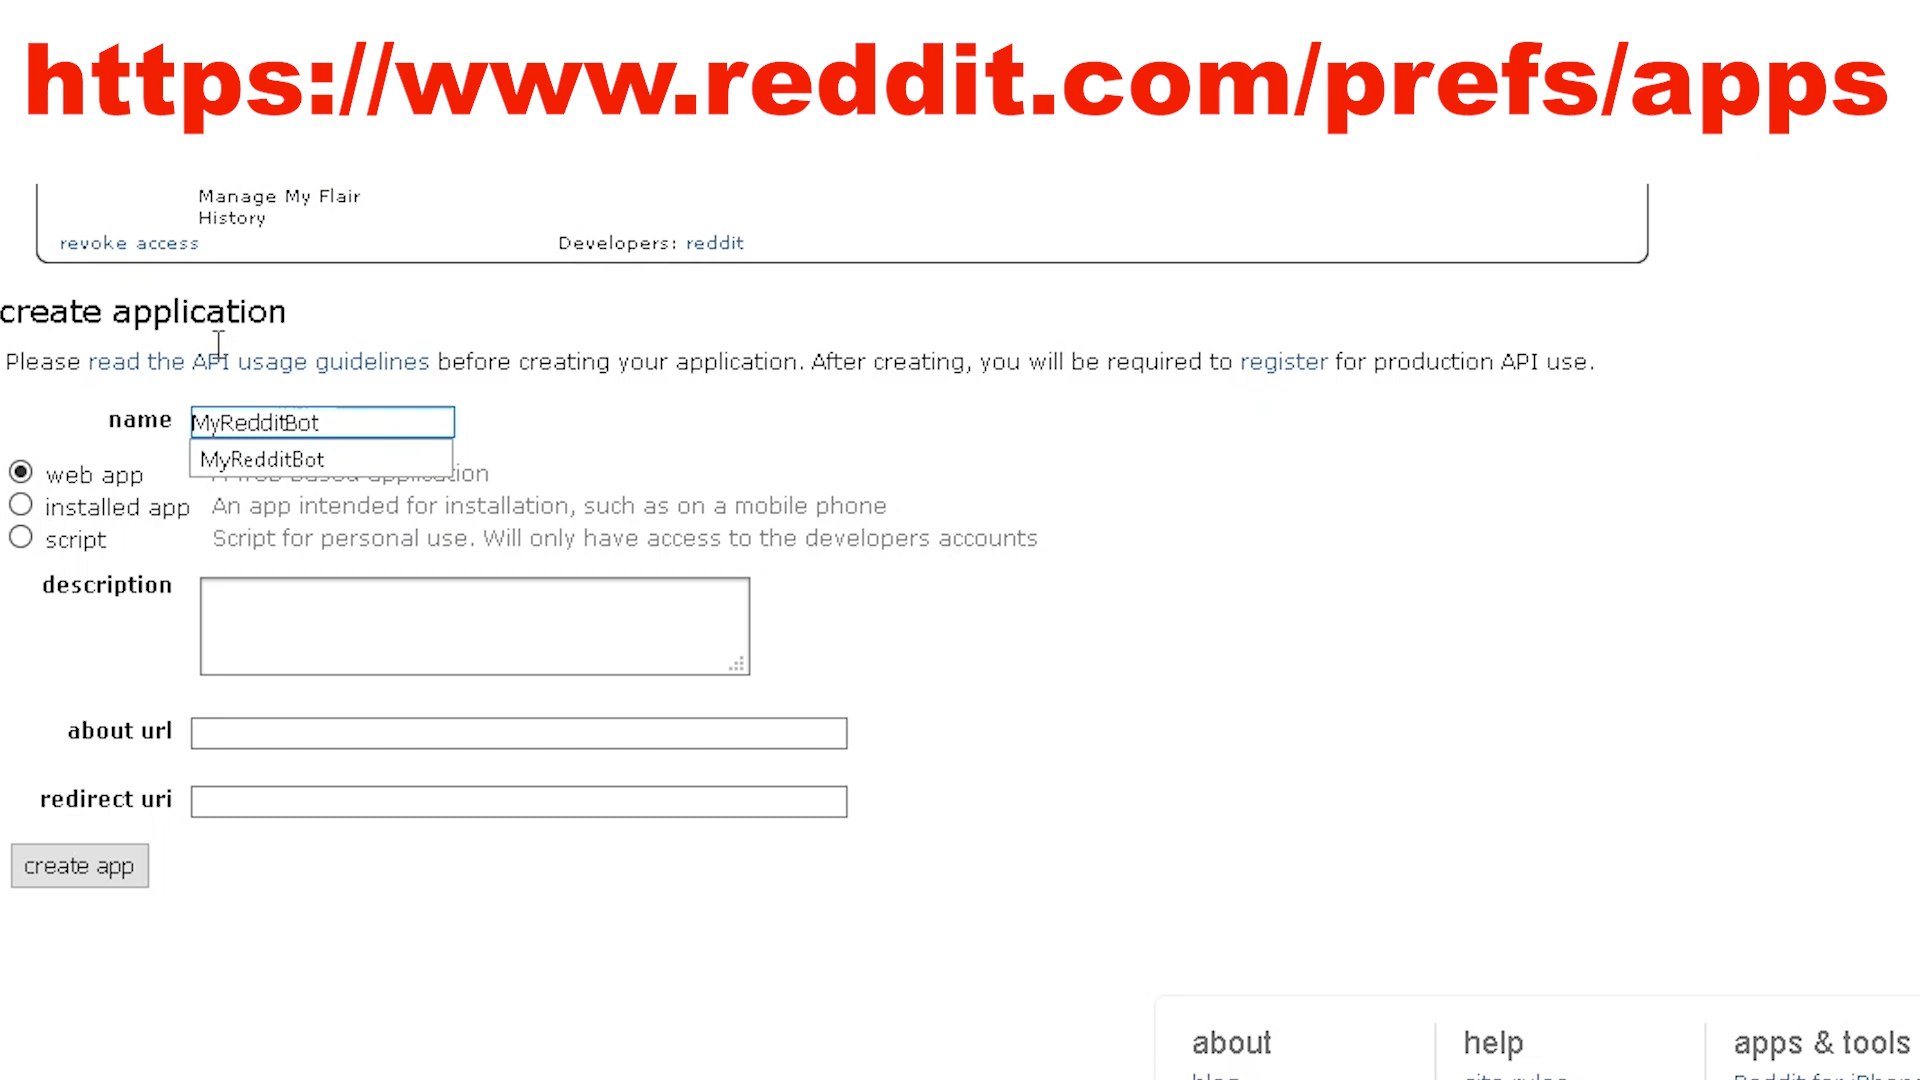 https://www.reddit.com/prefs/apps
Manage My Flair
History
revoke access Developers: reddit
create application
Please read the API usage guidelines before creating your application. After creating, you will be required to register for production API use.
name MyRedditBot
MyRedditBot
web app
installed app An app intended for installation, such as on a mobile phone
script Script for personal use. Will only have access to the developers accounts
description
about url
redirect uri
create app
about help apps & tools